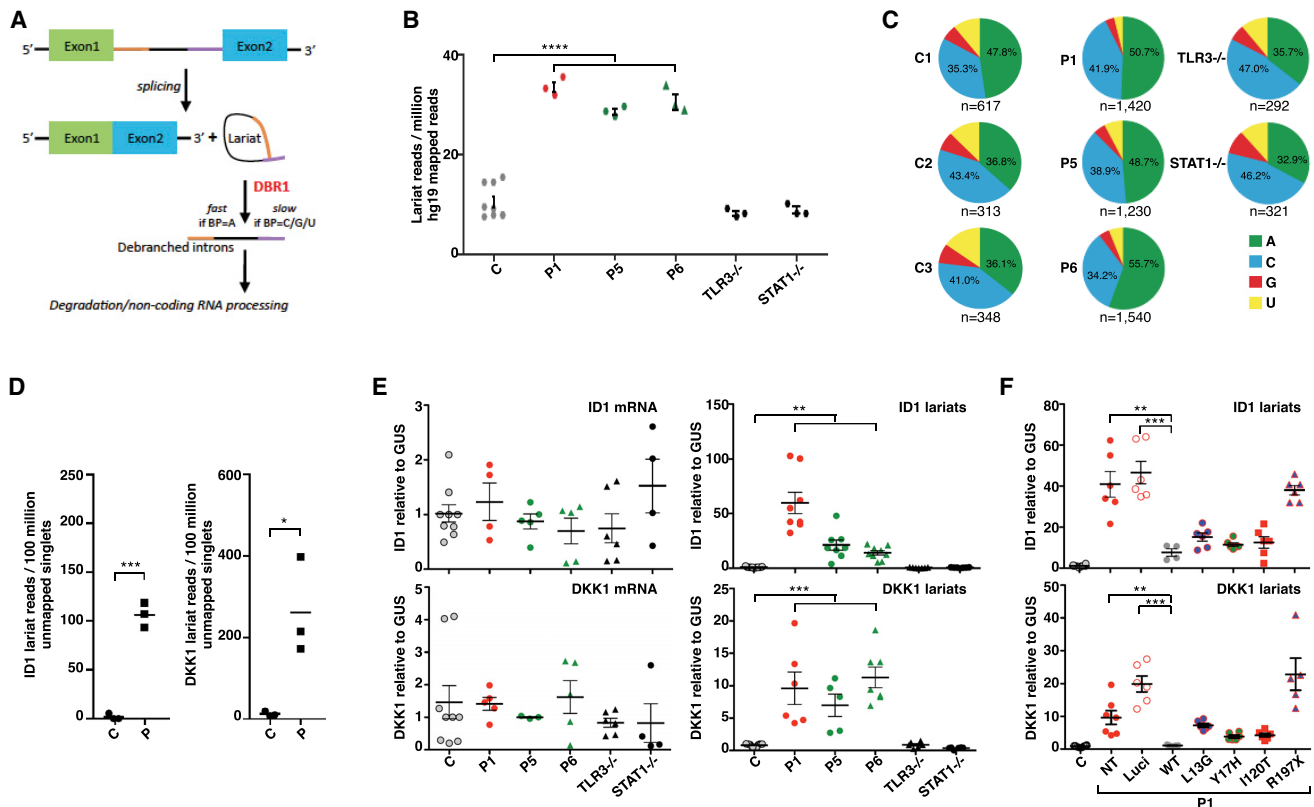 A
5′
Exon1
Exon2
3′
splicing
5′
Exon1
Exon2
3′ +
Lariat
DBR1
fast
if BP=A
slow
if BP=C/G/U
Debranched introns
Degradation/non-coding RNA processing
B
Lariat reads / million
hg19 mapped reads
40
20
0
****
C
P1
P5
P6
TLR3-/-
STAT1-/-
C
C1
47.8%
35.3%
n=617
P1
50.7%
41.9%
n=1,420
TLR3-/-
35.7%
47.0%
n=292
C2
36.8%
43.4%
n=313
P5
48.7%
38.9%
n=1,230
STAT1-/-
32.9%
46.2%
n=321
C3
36.1%
41.0%
n=348
P6
55.7%
34.2%
n=1,540
A
C
G
U
D
ID1 lariat reads / 100 million
unmapped singlets
250
200
150
100
50
0
***
C
P
DKK1 lariat reads / 100 million
unmapped singlets
600
400
200
0
*
C
P
E
ID1 mRNA
ID1 relative to GUS
3
2
1
0
ID1 lariats
ID1 relative to GUS
150
100
50
0
**
DKK1 mRNA
DKK1 relative to GUS
5
4
3
2
1
0
C
P1
P5
P6
TLR3-/-
STAT1-/-
DKK1 lariats
DKK1 relative to GUS
25
20
15
10
5
0
***
C
P1
P5
P6
TLR3-/-
STAT1-/-
F
ID1 lariats
ID1 relative to GUS
80
60
40
20
0
**
***
DKK1 lariats
DKK1 relative to GUS
50
40
30
20
10
0
**
***
C
NT
Luci
WT
L13G
Y17H
I120T
R197X
P1